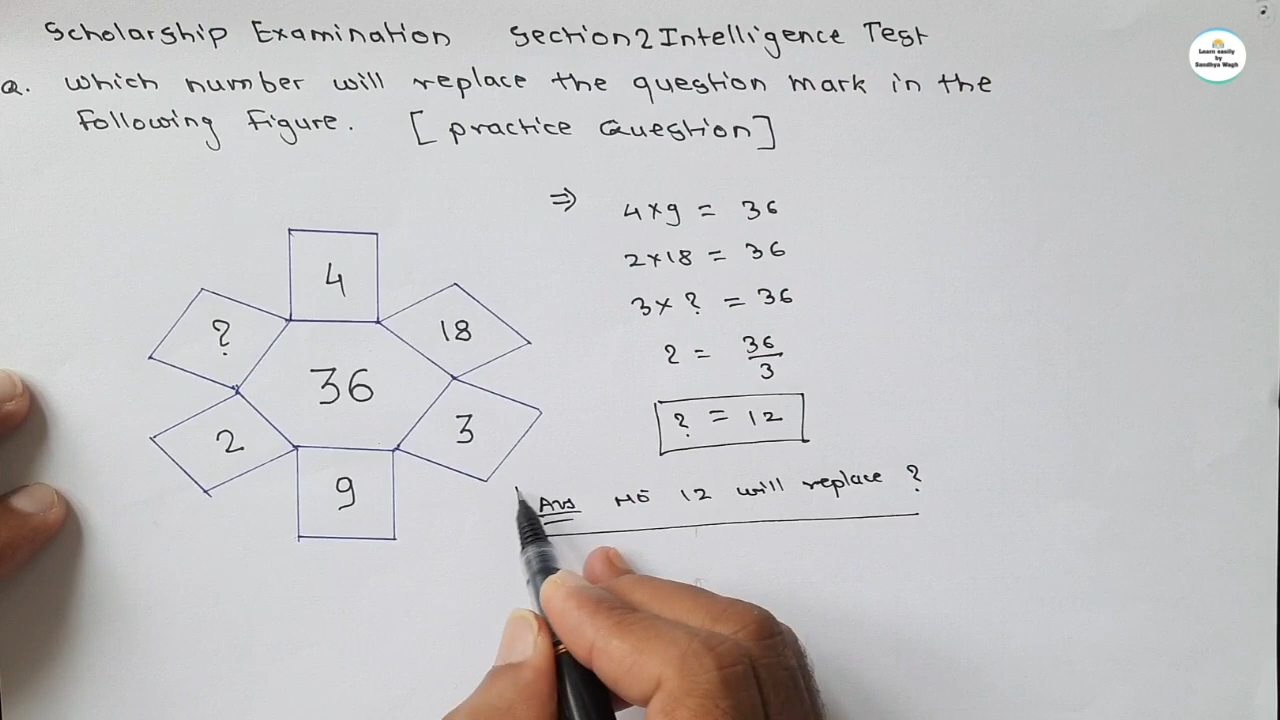 Scholarship Examination Section 2 Intelligence Test
Q. Which number will replace the question mark in the
following figure. [practice Question]
Learn easily
by
Sandhya Wagh
⇒ 4 × 9 = 36
2 × 18 = 36
3 × ? = 36
? = 36/3
? = 12
Ans No 12 will replace ?
4
? 18
36
2 3
9